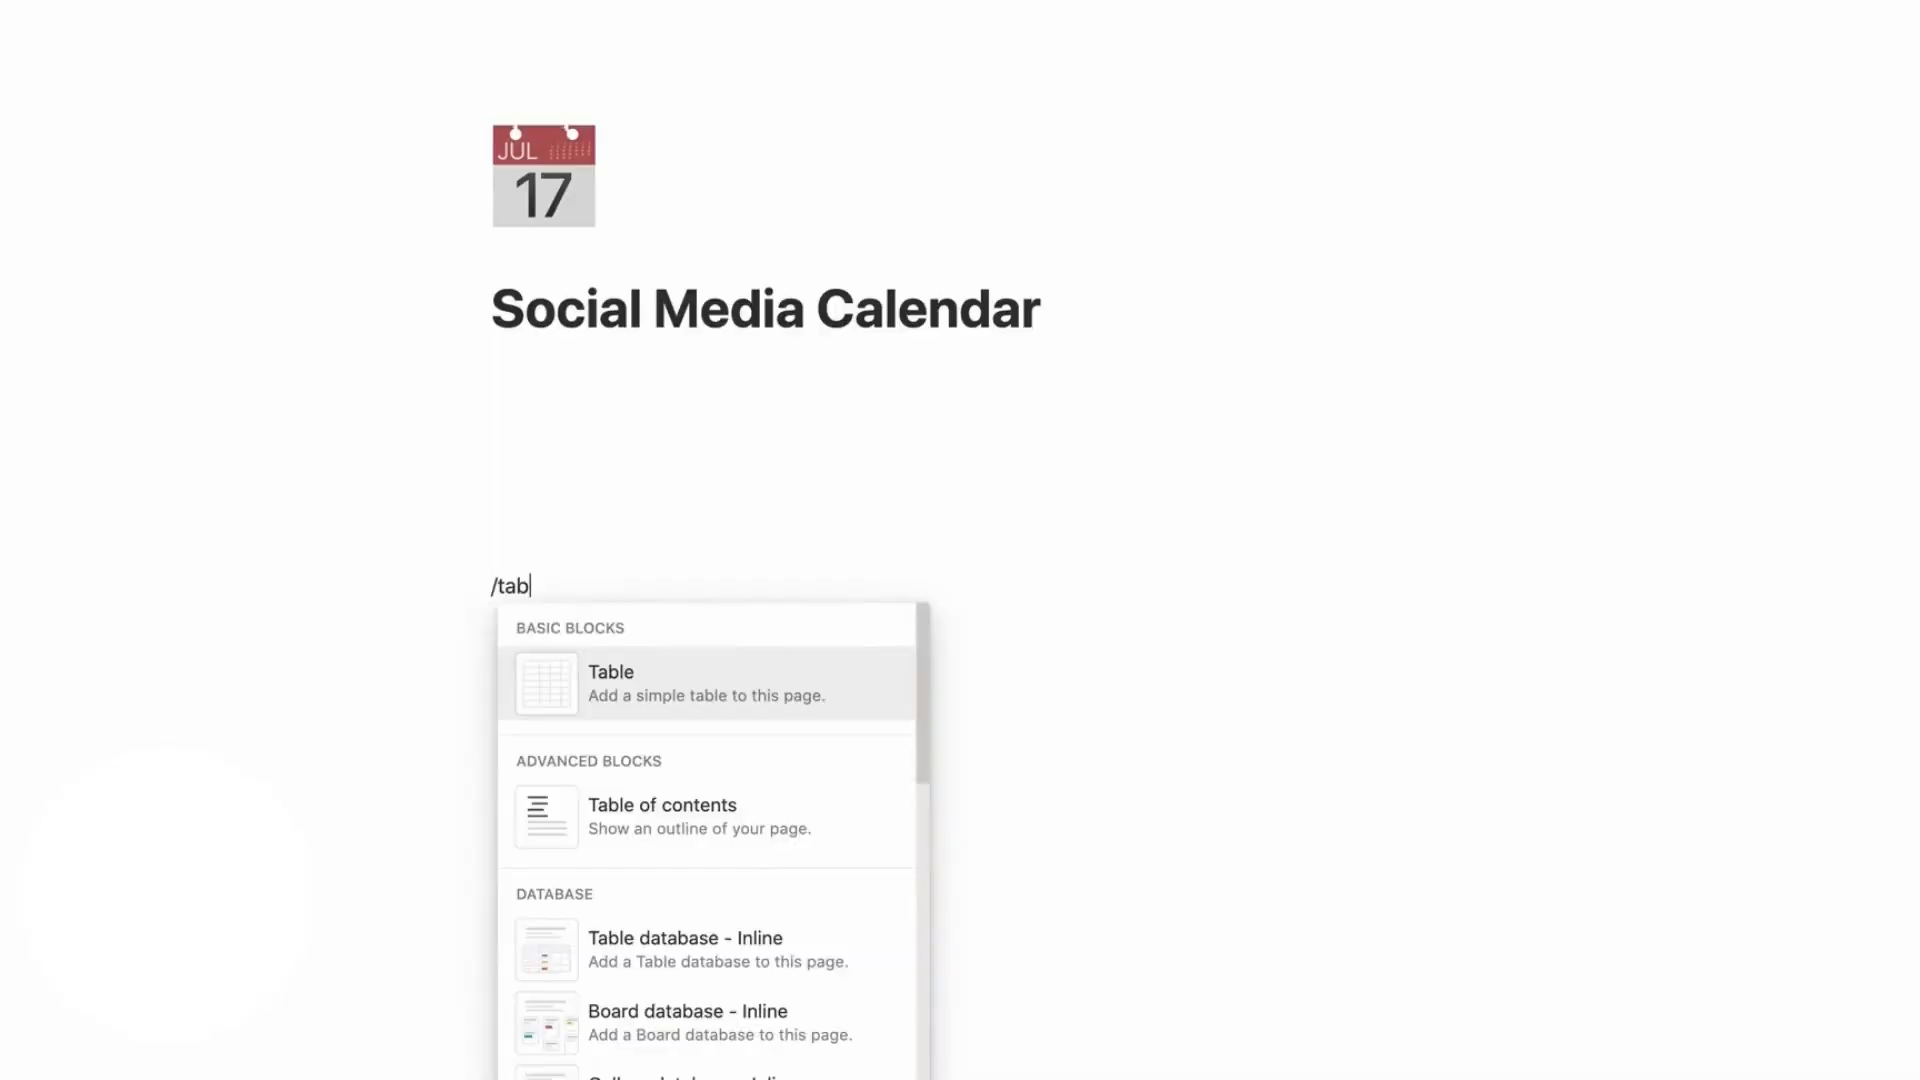 JUL
17
Social Media Calendar
/tab
BASIC BLOCKS
Table
Add a simple table to this page.
ADVANCED BLOCKS
Table of contents
Show an outline of your page.
DATABASE
Table database - Inline
Add a Table database to this page.
Board database - Inline
Add a Board database to this page.